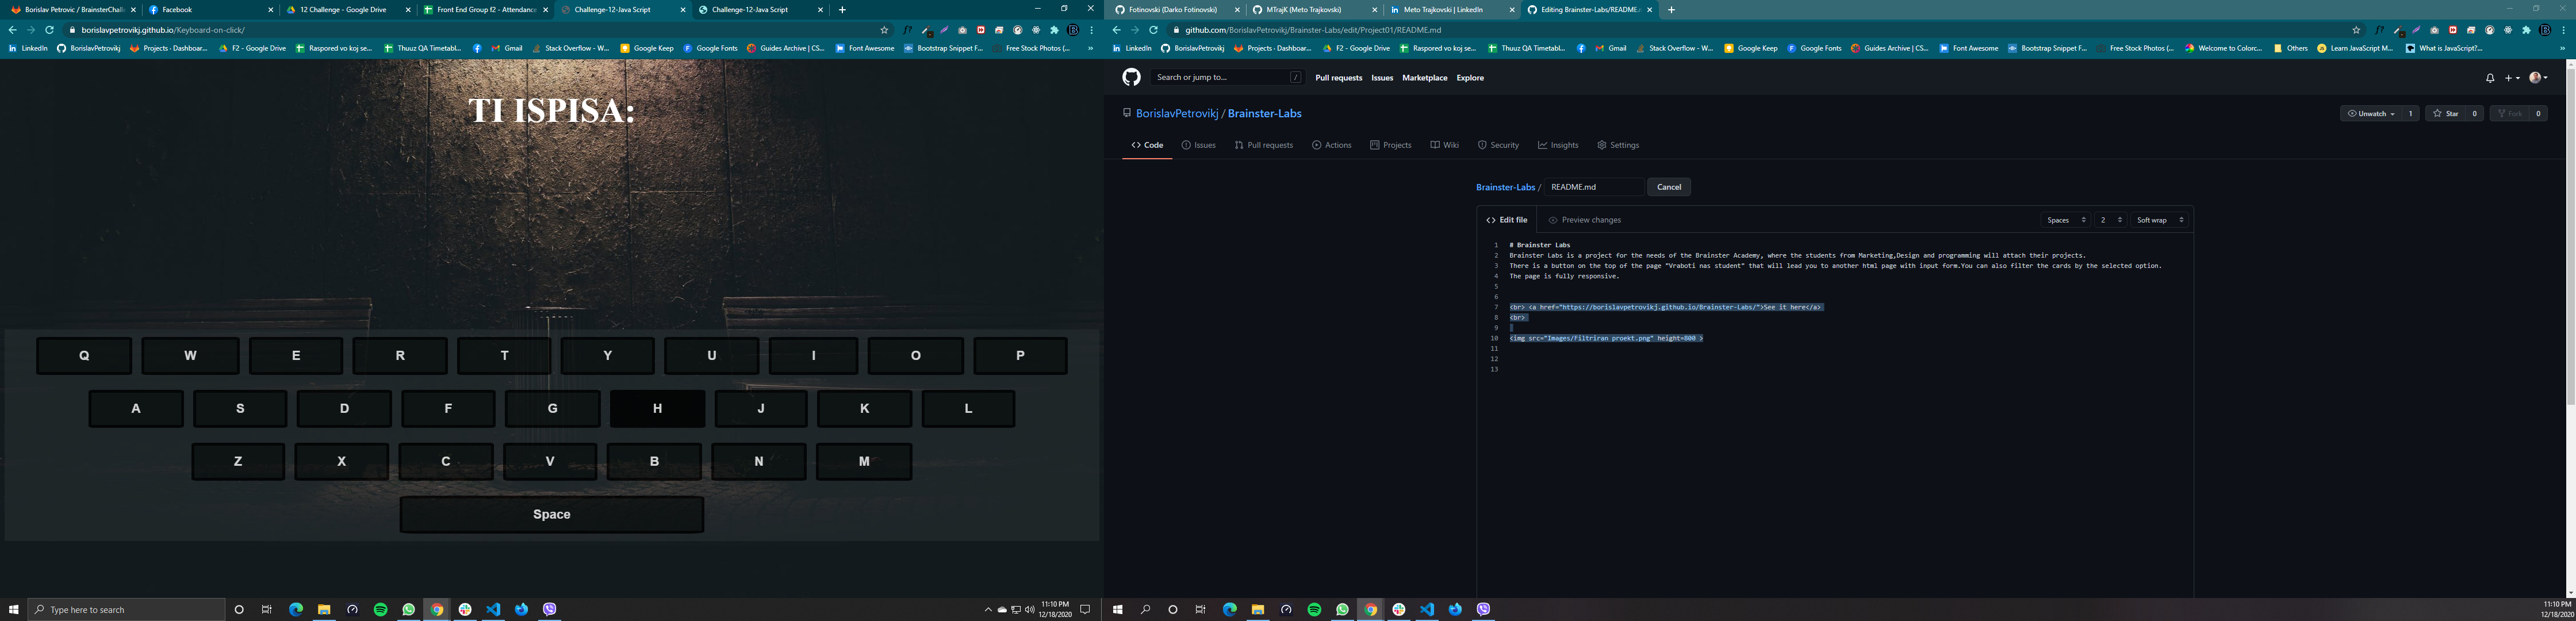 Borislav Petrovic / BrainsterChall
Facebook
12 Challenge - Google Drive
Front End Group f2 - Attendance
Challenge-12-Java Script
Challenge-12-Java Script
borislavpetrovikj.github.io/Keyboard-on-click/
LinkedIn
BorislavPetrovikj
Projects · Dashboar...
F2 - Google Drive
Raspored vo koj se...
Thuuz QA Timetabl...
Gmail
Stack Overflow - W...
Google Keep
Google Fonts
Guides Archive | CS...
Font Awesome
Bootstrap Snippet F...
Free Stock Photos (...
TI ISPISA:
Q W E R T Y U I O P
A S D F G H J K L
Z X C V B N M
Space
Type here to search
11:10 PM
12/18/2020
Fotinovski (Darko Fotinovski)
MTrajK (Meto Trajkovski)
Meto Trajkovski | LinkedIn
Editing Brainster-Labs/README.m
github.com/BorislavPetrovikj/Brainster-Labs/edit/Project01/README.md
LinkedIn
BorislavPetrovikj
Projects · Dashboar...
F2 - Google Drive
Raspored vo koj se...
Thuuz QA Timetabl...
Gmail
Stack Overflow - W...
Google Keep
Google Fonts
Guides Archive | CS...
Font Awesome
Bootstrap Snippet F...
Free Stock Photos (...
Welcome to Colorc...
Others
Learn JavaScript M...
What is JavaScript?...
Search or jump to... /
Pull requests Issues Marketplace Explore
BorislavPetrovikj / Brainster-Labs
Unwatch 1 Star 0 Fork 0
Code Issues Pull requests Actions Projects Wiki Security Insights Settings
Brainster-Labs / README.md Cancel
Edit file Preview changes Spaces 2 Soft wrap
1 # Brainster Labs
2 Brainster Labs is a project for the needs of the Brainster Academy, where the students from Marketing,Design and programming will attach their projects.
3 There is a button on the top of the page "Vraboti nas student" that will lead you to another html page with input form.You can also filter the cards by the selected option.
4 The page is fully responsive.
5
6
7 <br> <a href="https://borislavpetrovikj.github.io/Brainster-Labs/">See it here</a>
8 <br>
9
10 <img src="Images/Filtriran proekt.png" height=800 >
11
12
13
11:10 PM
12/18/2020